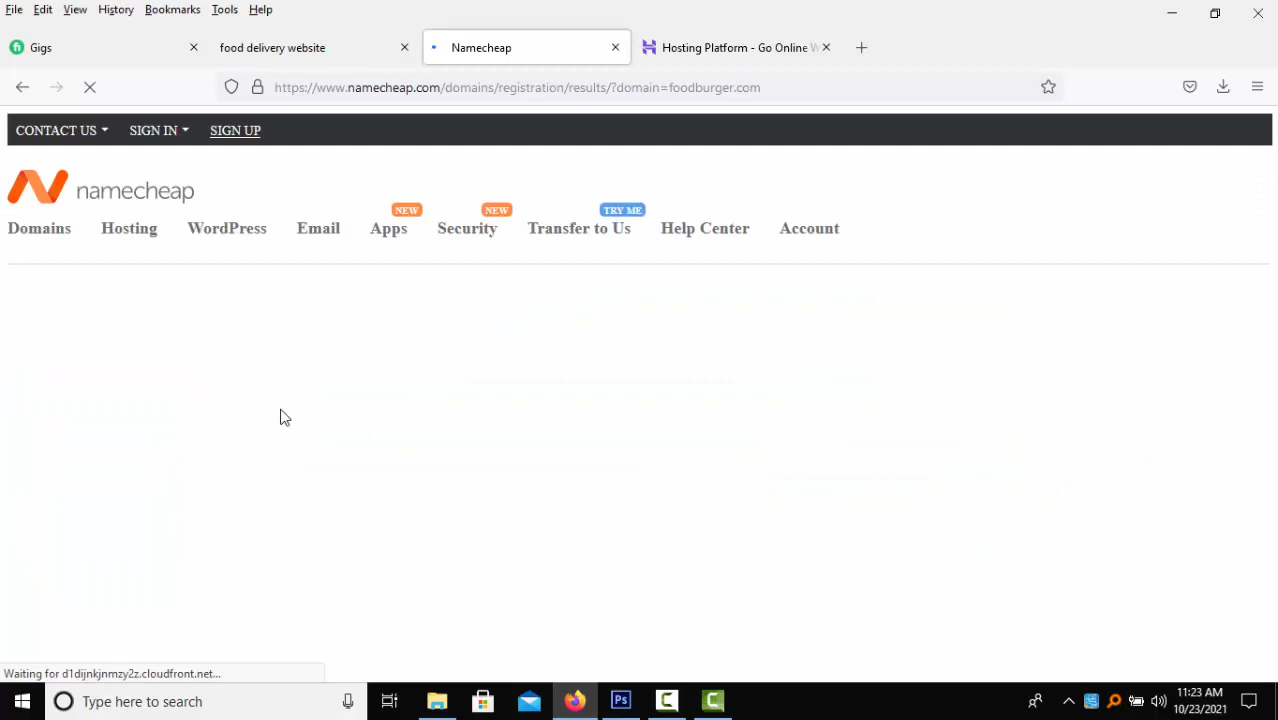 File Edit View History Bookmarks Tools Help
Gigs
food delivery website
Namecheap
Hosting Platform - Go Online W
https://www.namecheap.com/domains/registration/results/?domain=foodburger.com
CONTACT US SIGN IN SIGN UP
namecheap
NEW NEW TRY ME
Domains Hosting WordPress Email Apps Security Transfer to Us Help Center Account
Waiting for d1dijnkjnmzy2z.cloudfront.net...
Type here to search
Ps
11:23 AM
10/23/2021